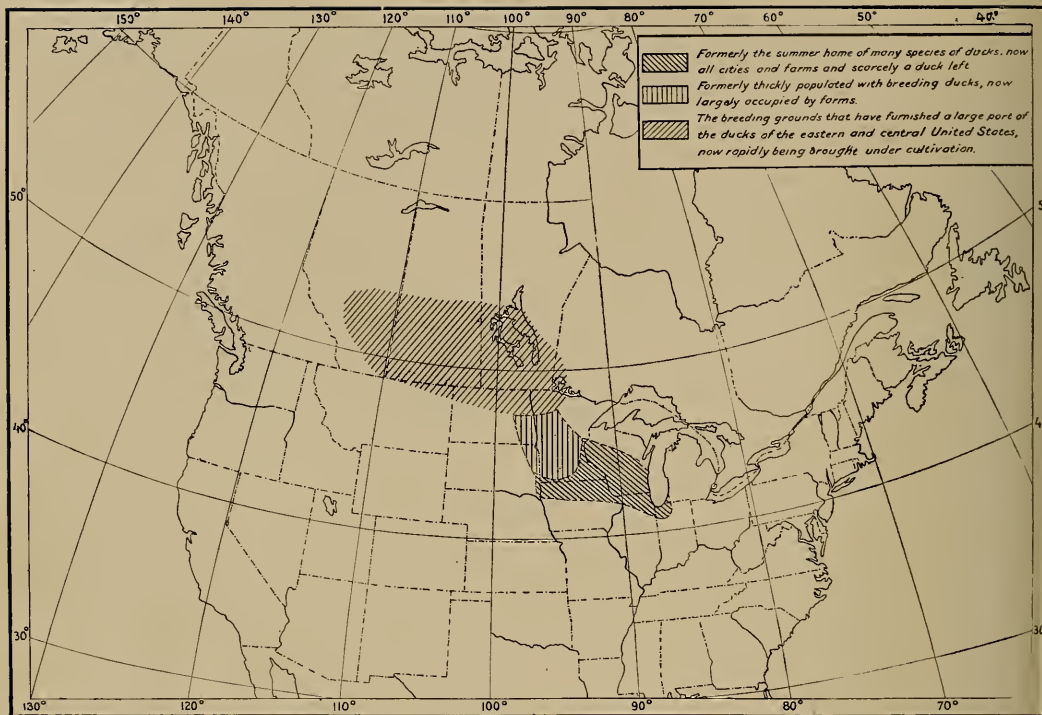 150° 140° 130° 120° 110° 100° 90° 80° 70° 60° 50° 40°
Formerly the summer home of many species of ducks. now
all cities and farms and scarcely a duck left
Formerly thickly populated with breeding ducks, now
largely occupied by farms.
The breeding grounds that have furnished a large part of
the ducks of the eastern and central United States,
now rapidly being brought under cultivation.
50° 5
40° 4
30° 30
130° 120° 110° 100° 90° 80° 70°